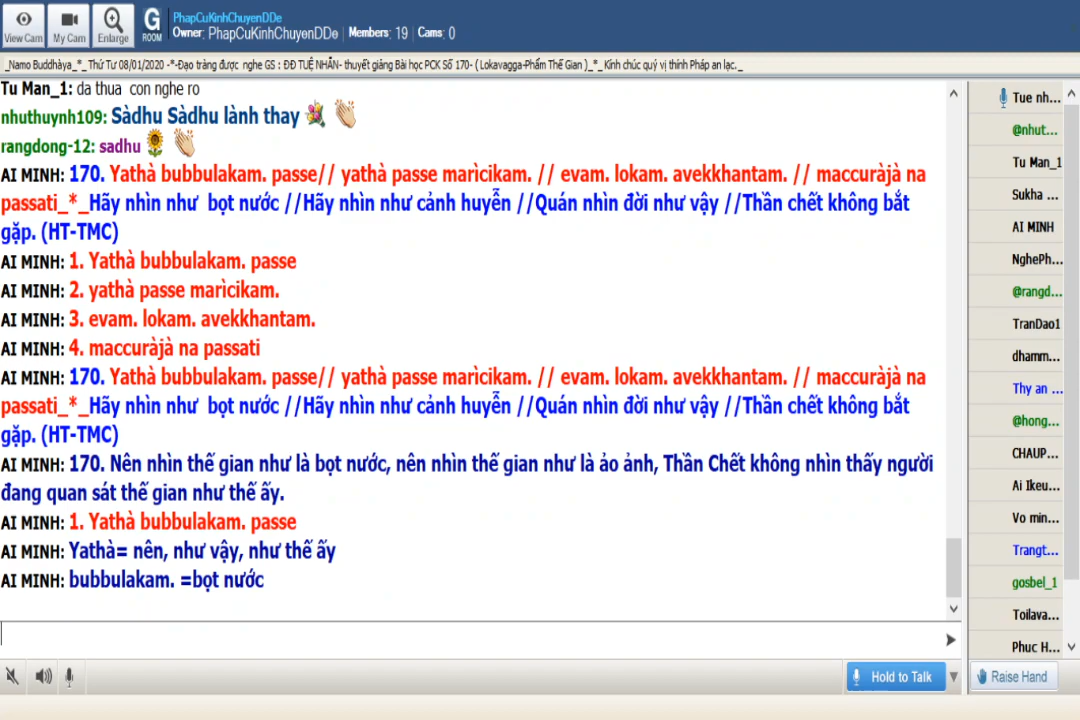 View Cam
My Cam
Enlarge
G
ROOM
PhapCuKinhChuyenDDe
Owner: PhapCuKinhChuyenDDe | Members: 19 | Cams: 0
_Namo Buddhàya_*_ Thứ Tư 08/01/2020 -*-Đạo tràng được nghe GS : ĐĐ TUỆ NHÂN- thuyết giảng Bài học PCK Số 170- ( Lokavagga-Phẩm Thế Gian )_*_ Kính chúc quý vị thính Pháp an lạc._
Tu Man_1: da thua con nghe ro
nhuthuynh109: Sàdhu Sàdhu lành thay
rangdong-12: sadhu
AI MINH: 170. Yathà bubbulakam. passe// yathà passe marìcikam. // evam. lokam. avekkhantam. // maccuràjà na
passati_*_Hãy nhìn như bọt nước //Hãy nhìn như cảnh huyễn //Quán nhìn đời như vậy //Thần chết không bắt
gặp. (HT-TMC)
AI MINH: 1. Yathà bubbulakam. passe
AI MINH: 2. yathà passe marìcikam.
AI MINH: 3. evam. lokam. avekkhantam.
AI MINH: 4. maccuràjà na passati
AI MINH: 170. Yathà bubbulakam. passe// yathà passe marìcikam. // evam. lokam. avekkhantam. // maccuràjà na
passati_*_Hãy nhìn như bọt nước //Hãy nhìn như cảnh huyễn //Quán nhìn đời như vậy //Thần chết không bắt
gặp. (HT-TMC)
AI MINH: 170. Nên nhìn thế gian như là bọt nước, nên nhìn thế gian như là ảo ảnh, Thần Chết không nhìn thấy người
đang quan sát thế gian như thế ấy.
AI MINH: 1. Yathà bubbulakam. passe
AI MINH: Yathà= nên, như vậy, như thế ấy
AI MINH: bubbulakam. =bọt nước
Tue nh...
@nhut...
Tu Man_1
Sukha ...
AI MINH
NghePh...
@rangd...
TranDao1
dhamm...
Thy an ...
@hong...
CHAUP...
Ai Ikeu...
Vo min...
Trangt...
gosbel_1
Toilava...
Phuc H...
Hold to Talk
Raise Hand